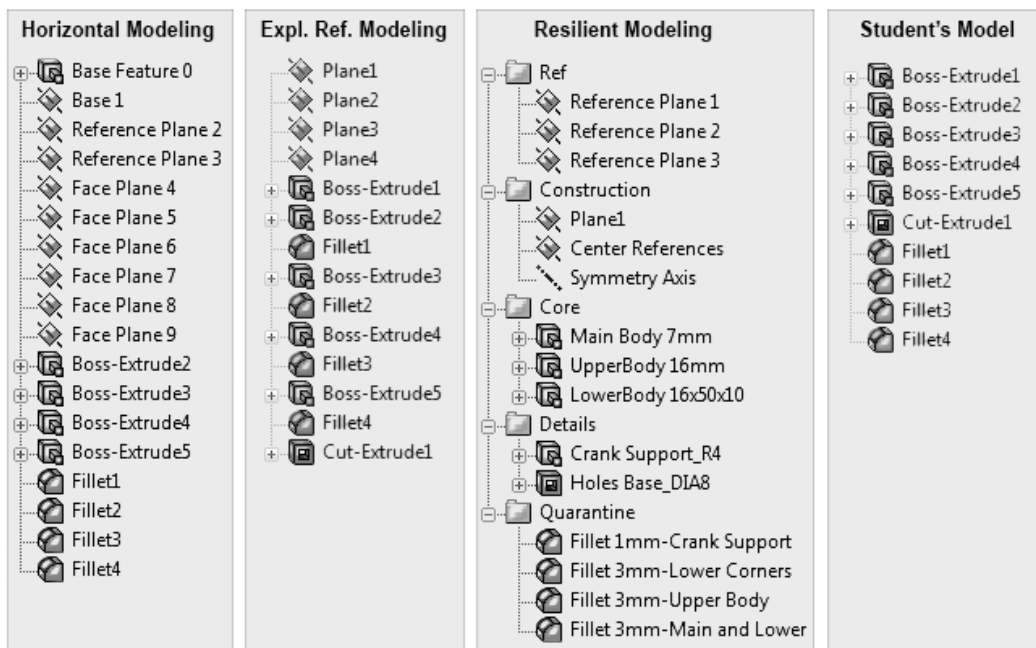 Horizontal Modeling
Base Feature 0
Base 1
Reference Plane 2
Reference Plane 3
Face Plane 4
Face Plane 5
Face Plane 6
Face Plane 7
Face Plane 8
Face Plane 9
Boss-Extrude2
Boss-Extrude3
Boss-Extrude4
Boss-Extrude5
Fillet1
Fillet2
Fillet3
Fillet4
Expl. Ref. Modeling
Plane1
Plane2
Plane3
Plane4
Boss-Extrude1
Boss-Extrude2
Fillet1
Boss-Extrude3
Fillet2
Boss-Extrude4
Fillet3
Boss-Extrude5
Fillet4
Cut-Extrude1
Resilient Modeling
Ref
Reference Plane 1
Reference Plane 2
Reference Plane 3
Construction
Plane1
Center References
Symmetry Axis
Core
Main Body 7mm
UpperBody 16mm
LowerBody 16x50x10
Details
Crank Support_R4
Holes Base_DIA8
Quarantine
Fillet 1mm-Crank Support
Fillet 3mm-Lower Corners
Fillet 3mm-Upper Body
Fillet 3mm-Main and Lower
Student's Model
Boss-Extrude1
Boss-Extrude2
Boss-Extrude3
Boss-Extrude4
Boss-Extrude5
Cut-Extrude1
Fillet1
Fillet2
Fillet3
Fillet4